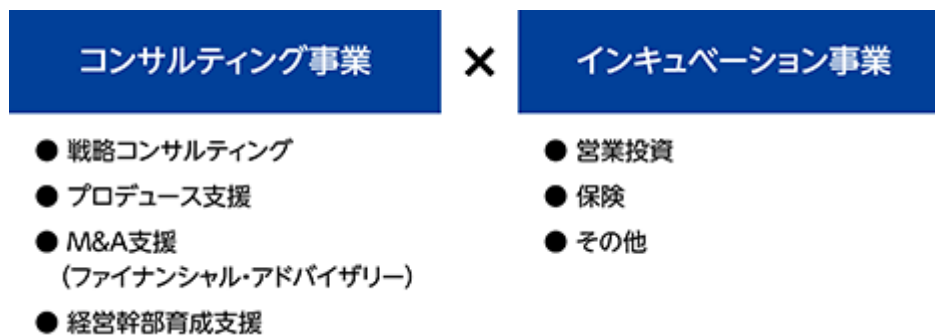 コンサルティング事業 × インキュベーション事業
● 戦略コンサルティング
● プロデュース支援
● M&A支援
（ファイナンシャル・アドバイザリー）
● 経営幹部育成支援
● 営業投資
● 保険
● その他